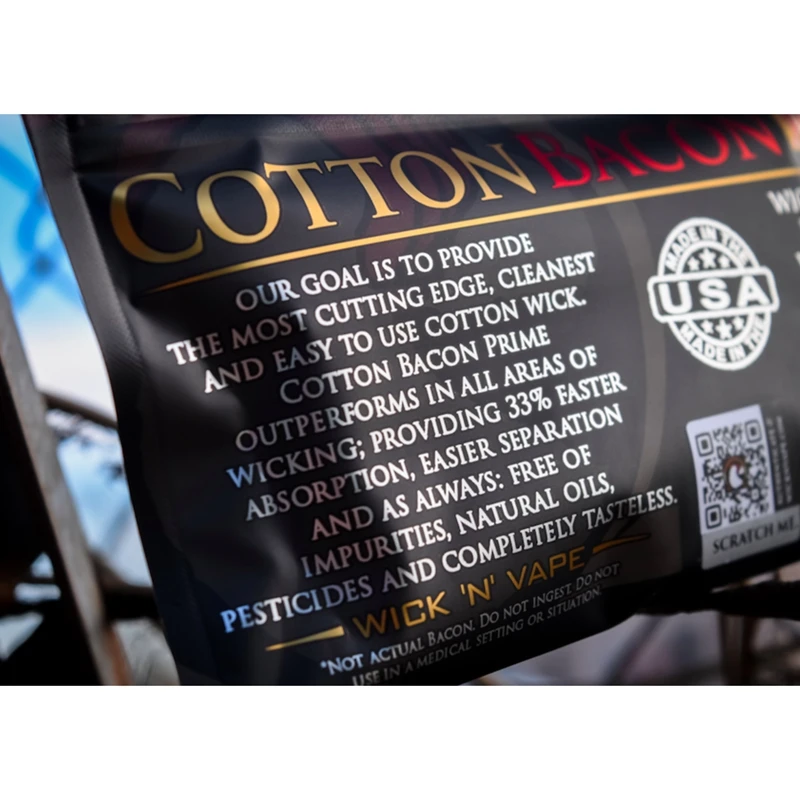 COTTON BACON
OUR GOAL IS TO PROVIDE
THE MOST CUTTING EDGE, CLEANEST
AND EASY TO USE COTTON WICK.
COTTON BACON PRIME
OUTPERFORMS IN ALL AREAS OF
WICKING; PROVIDING 33% FASTER
ABSORPTION, EASIER SEPARATION
AND AS ALWAYS: FREE OF
IMPURITIES, NATURAL OILS,
PESTICIDES AND COMPLETELY TASTELESS.
WICK 'N' VAPE
*NOT ACTUAL BACON. DO NOT INGEST. DO NOT
USE IN A MEDICAL SETTING OR SITUATION.
MADE IN THE
USA
MADE IN THE
SCRATCH ME